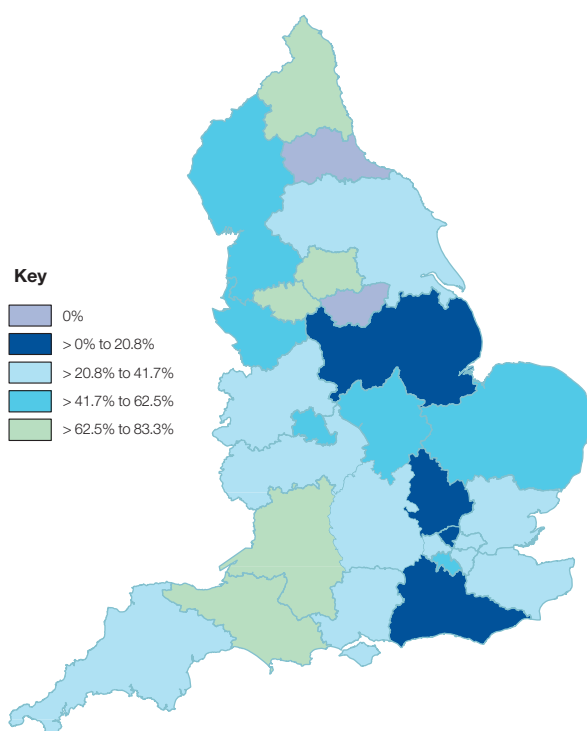 Key
0%
> 0% to 20.8%
> 20.8% to 41.7%
> 41.7% to 62.5%
> 62.5% to 83.3%